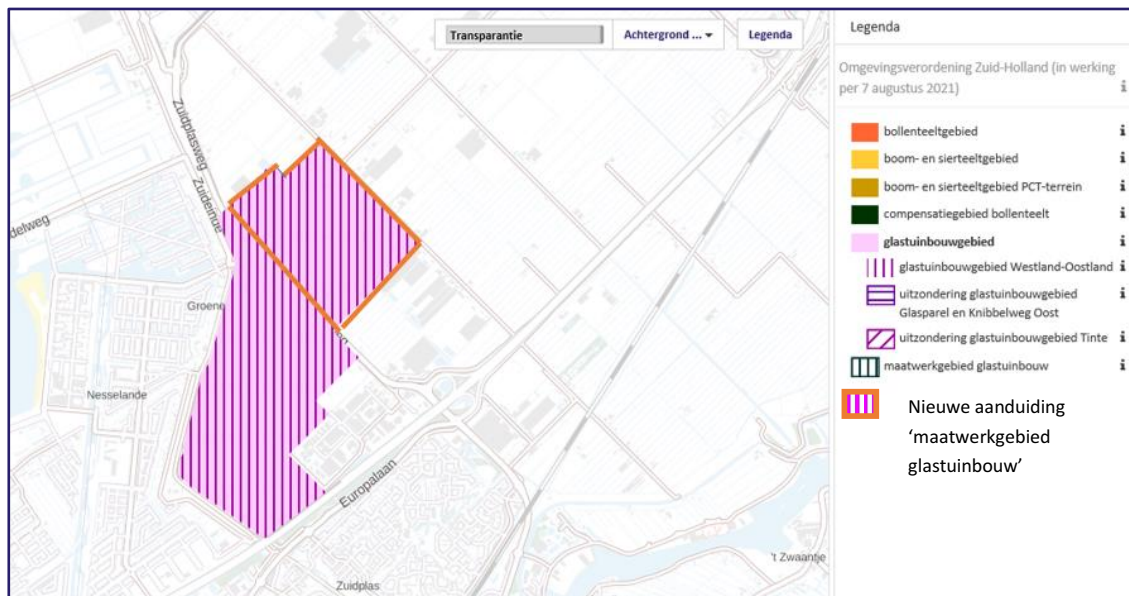 Transparantie
Achtergrond ...
Legenda
Zuidplasweg
Zuideinde
delweg
Groene
Nesselande
Europalaan
Zuidplas
't Zwaantje
Legenda
Omgevingsverordening Zuid-Holland (in werking
per 7 augustus 2021)
bollenteeltgebied
boom- en sierteeltgebied
boom- en sierteeltgebied PCT-terrein
compensatiegebied bollenteelt
glastuinbouwgebied
glastuinbouwgebied Westland-Oostland
uitzondering glastuinbouwgebied
Glasparel en Knibbelweg Oost
uitzondering glastuinbouwgebied Tinte
maatwerkgebied glastuinbouw
Nieuwe aanduiding
‘maatwerkgebied
glastuinbouw’